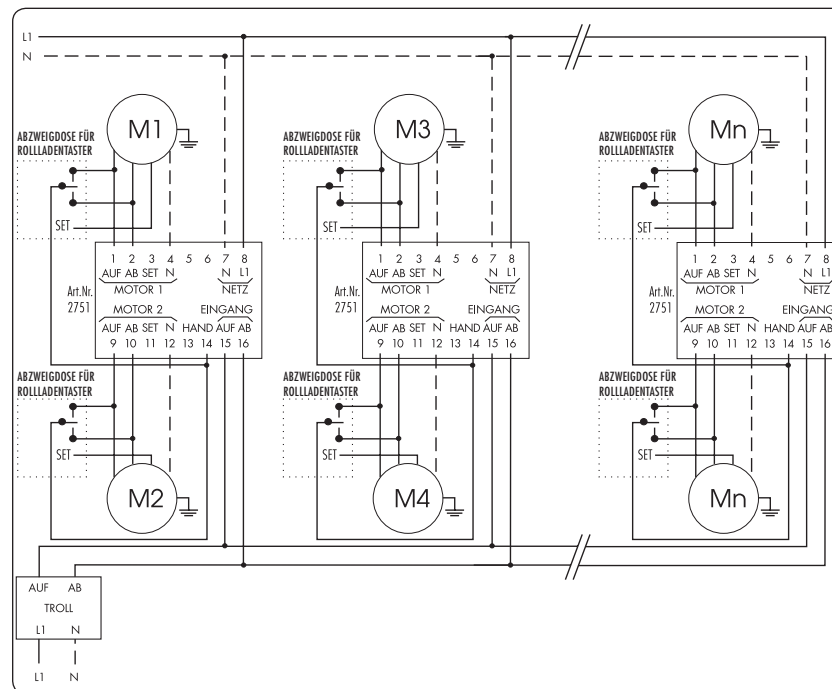 L1
N
ABZWEIGDOSE FÜR
ROLLLADENTASTER
M1
SET
ABZWEIGDOSE FÜR
ROLLLADENTASTER
M3
SET
ABZWEIGDOSE FÜR
ROLLLADENTASTER
Mn
SET
Art.Nr.
2751
1 2 3 4 5 6 7 8
AUF AB SET N N L1
MOTOR 1 NETZ
MOTOR 2 EINGANG
AUF AB SET N HAND AUF AB
9 10 11 12 13 14 15 16
Art.Nr.
2751
1 2 3 4 5 6 7 8
AUF AB SET N N L1
MOTOR 1 NETZ
MOTOR 2 EINGANG
AUF AB SET N HAND AUF AB
9 10 11 12 13 14 15 16
Art.Nr.
2751
1 2 3 4 5 6 7 8
AUF AB SET N N L1
MOTOR 1 NETZ
MOTOR 2 EINGANG
AUF AB SET N HAND AUF AB
9 10 11 12 13 14 15 16
ABZWEIGDOSE FÜR
ROLLLADENTASTER
SET
M2
ABZWEIGDOSE FÜR
ROLLLADENTASTER
SET
M4
ABZWEIGDOSE FÜR
ROLLLADENTASTER
SET
Mn
AUF AB
TROLL
L1 N
L1 N